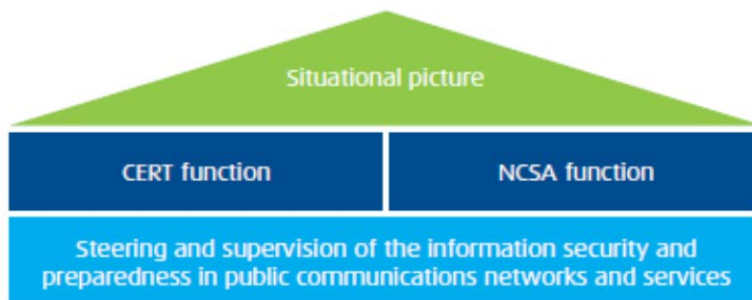 Situational picture
CERT function
NCSA function
Steering and supervision of the information security and
preparedness in public communications networks and services